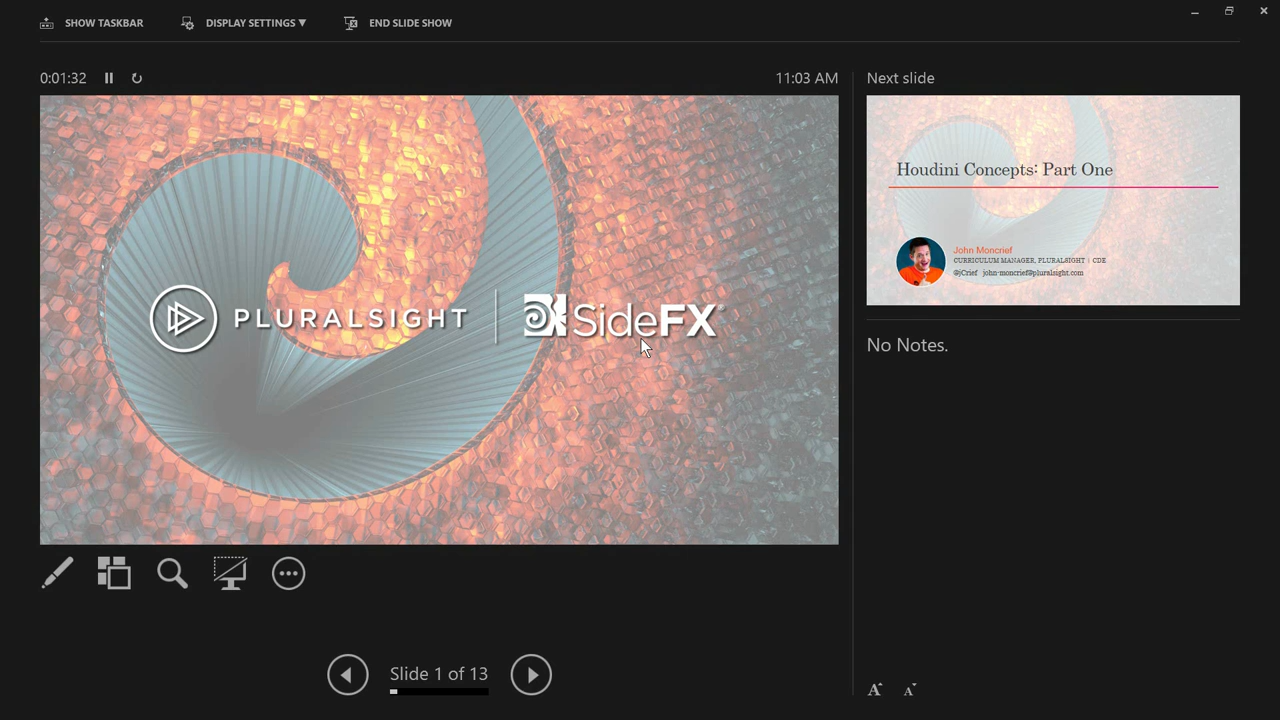 SHOW TASKBAR
DISPLAY SETTINGS ▼
END SLIDE SHOW
0:01:32
11:03 AM
PLURALSIGHT
SideFX®
Slide 1 of 13
Next slide
Houdini Concepts: Part One
John Moncrief
CURRICULUM MANAGER, PLURALSIGHT | CDE
@jCrief john-moncrief@pluralsight.com
No Notes.
A A